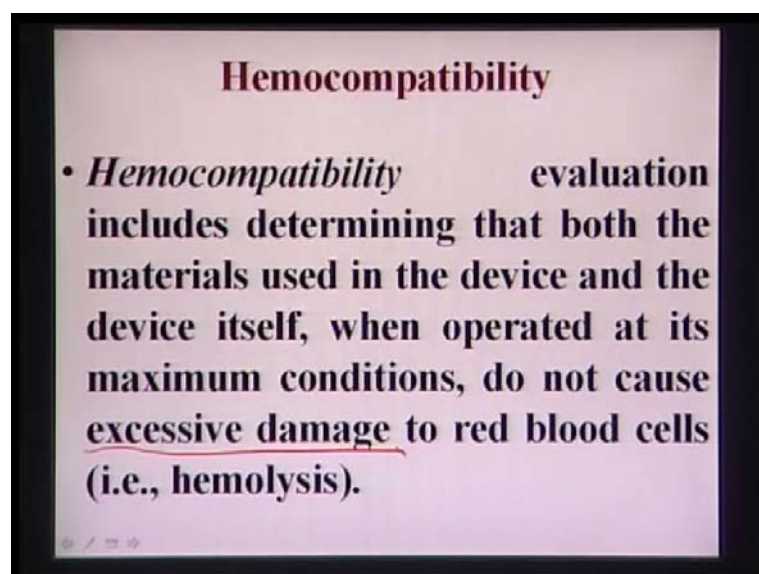 Hemocompatibility
• Hemocompatibility evaluation
includes determining that both the
materials used in the device and the
device itself, when operated at its
maximum conditions, do not cause
excessive damage to red blood cells
(i.e., hemolysis).